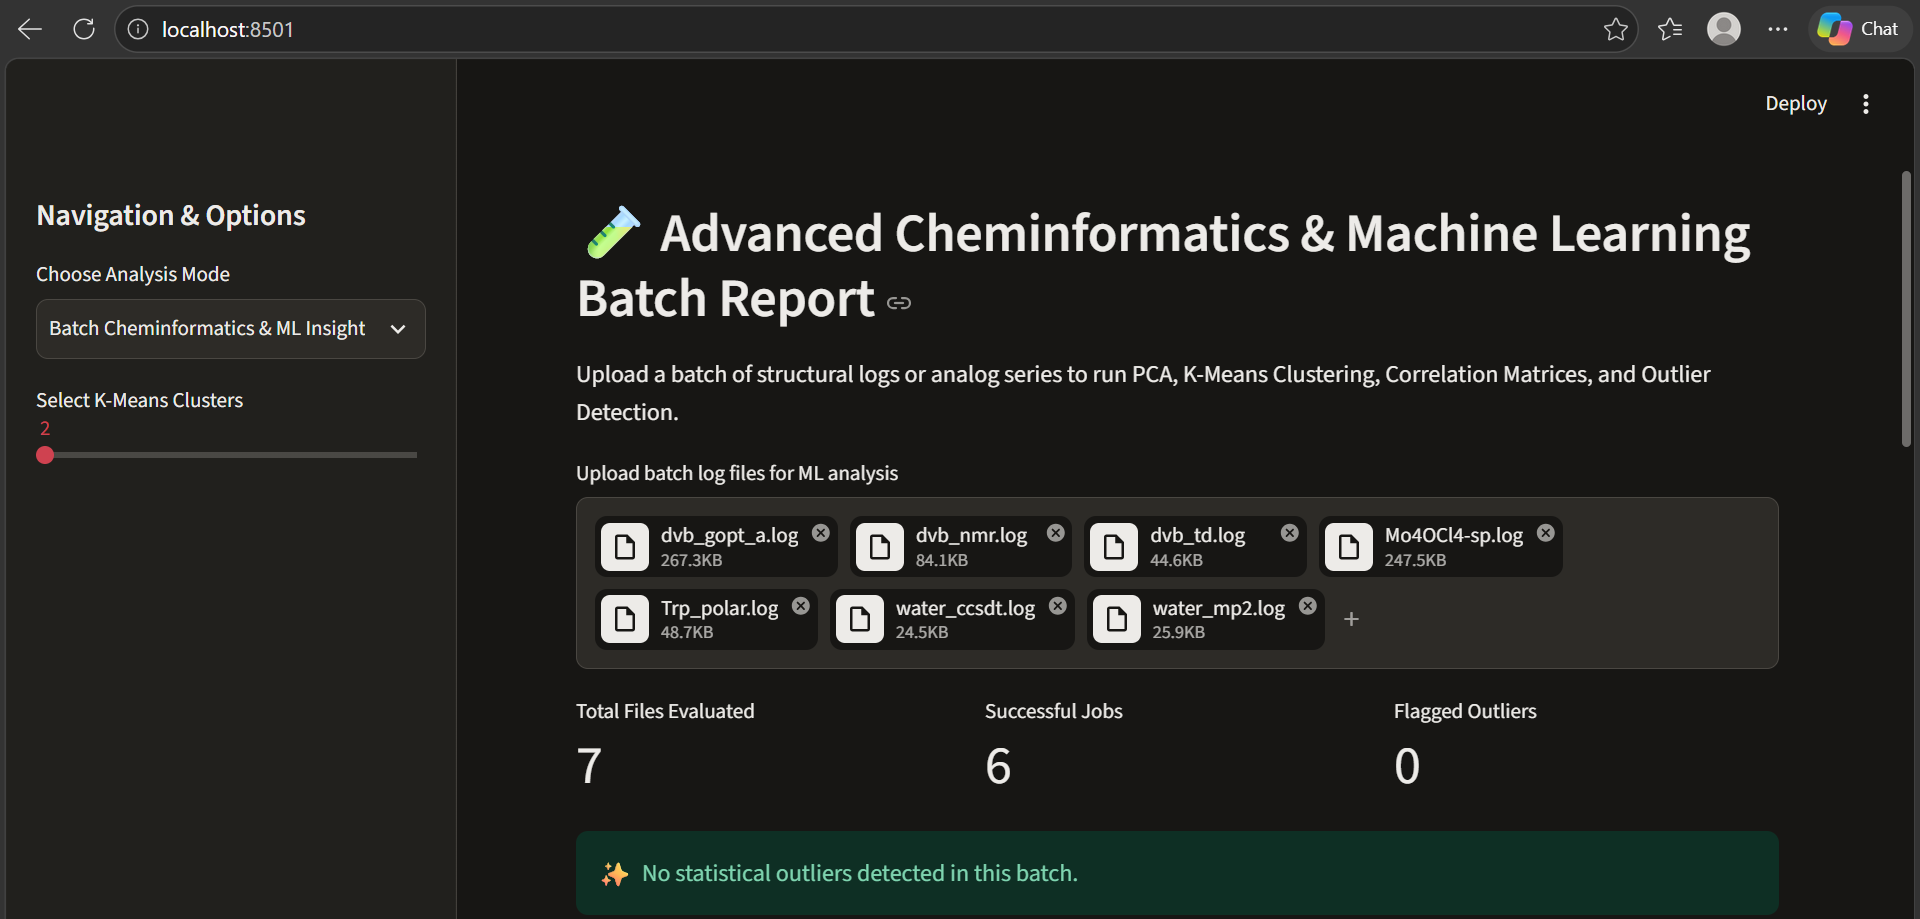 localhost:8501
Chat
Deploy
Navigation & Options
Choose Analysis Mode
Batch Cheminformatics & ML Insight
Select K-Means Clusters
2
Advanced Cheminformatics & Machine Learning
Batch Report
Upload a batch of structural logs or analog series to run PCA, K-Means Clustering, Correlation Matrices, and Outlier
Detection.
Upload batch log files for ML analysis
dvb_gopt_a.log
267.3KB
dvb_nmr.log
84.1KB
dvb_td.log
44.6KB
Mo4OCl4-sp.log
247.5KB
Trp_polar.log
48.7KB
water_ccsdt.log
24.5KB
water_mp2.log
25.9KB
Total Files Evaluated
7
Successful Jobs
6
Flagged Outliers
0
No statistical outliers detected in this batch.